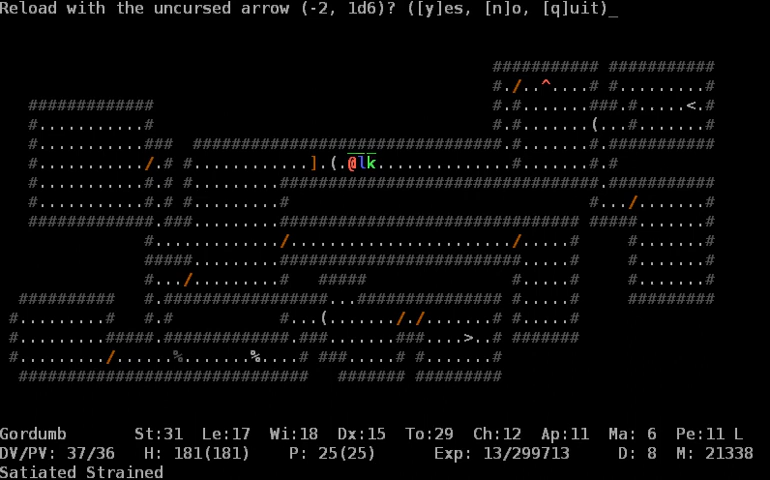 Reload with the uncursed arrow (-2, 1d6)? ([y]es, [n]o, [q]uit)_
Gordumb St:31 Le:17 Wi:18 Dx:15 To:29 Ch:12 Ap:11 Ma: 6 Pe:11 L
DV/PV: 37/36 H: 181(181) P: 25(25) Exp: 13/299713 D: 8 M: 21338
Satiated Strained